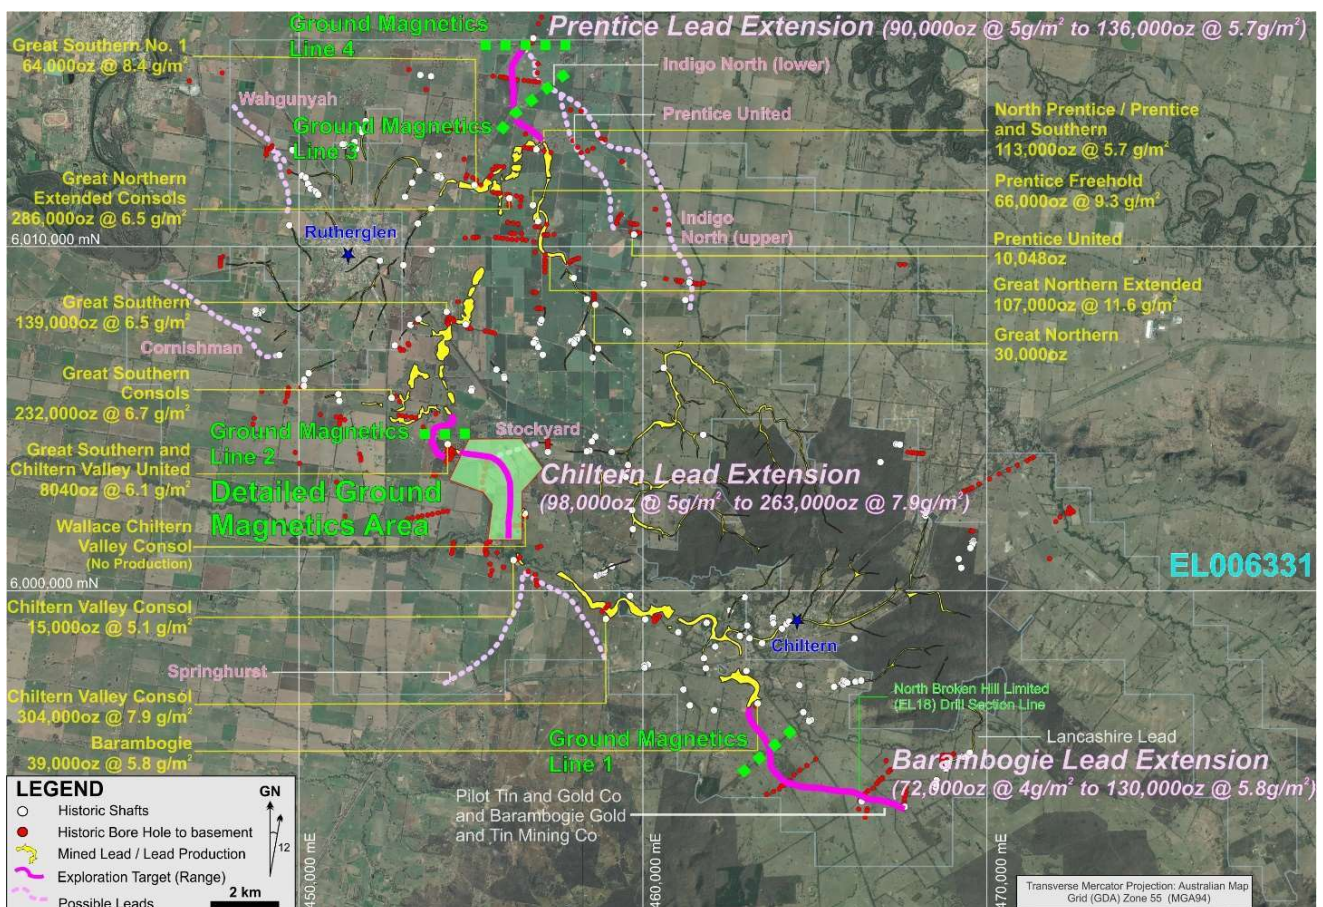 Ground Magnetics
Line 4
Prentice Lead Extension (90,000oz @ 5g/m² to 136,000oz @ 5.7g/m²)
Great Southern No. 1
64,000oz @ 8.4 g/m²
Indigo North (lower)
Wahgunyah
Prentice United
Ground Magnetics
Line 3
North Prentice / Prentice
and Southern
113,000oz @ 5.7 g/m²
Great Northern
Extended Consols
286,000oz @ 6.5 g/m²
Prentice Freehold
66,000oz @ 9.3 g/m²
Rutherglen
Indigo
North (upper)
6,010,000 mN
Prentice United
10,048oz
Great Northern Extended
107,000oz @ 11.6 g/m²
Great Southern
139,000oz @ 6.5 g/m²
Great Northern
30,000oz
Cornishman
Great Southern
Consols
232,000oz @ 6.7 g/m²
Ground Magnetics
Line 2
Stockyard
Great Southern and
Chiltern Valley United
8040oz @ 6.1 g/m²
Detailed Ground
Magnetics Area
Chiltern Lead Extension
(98,000oz @ 5g/m² to 263,000oz @ 7.9g/m²)
Wallace Chiltern
Valley Consol
(No Production)
EL006331
6,000,000 mN
Chiltern Valley Consol
15,000oz @ 5.1 g/m²
Chiltern
Springhurst
Chiltern Valley Consol
304,000oz @ 7.9 g/m²
North Broken Hill Limited
(EL18) Drill Section Line
Barambogie
39,000oz @ 5.8 g/m²
Ground Magnetics
Line 1
Lancashire Lead
Barambogie Lead Extension
(72,000oz @ 4g/m² to 130,000oz @ 5.8g/m²)
Pilot Tin and Gold Co
and Barambogie Gold
and Tin Mining Co
LEGEND
GN
12
Historic Shafts
Historic Bore Hole to basement
Mined Lead / Lead Production
Exploration Target (Range)
Possible Leads
2 km
450,000 mE
460,000 mE
470,000 mE
Transverse Mercator Projection: Australian Map
Grid (GDA) Zone 55 (MGA94)